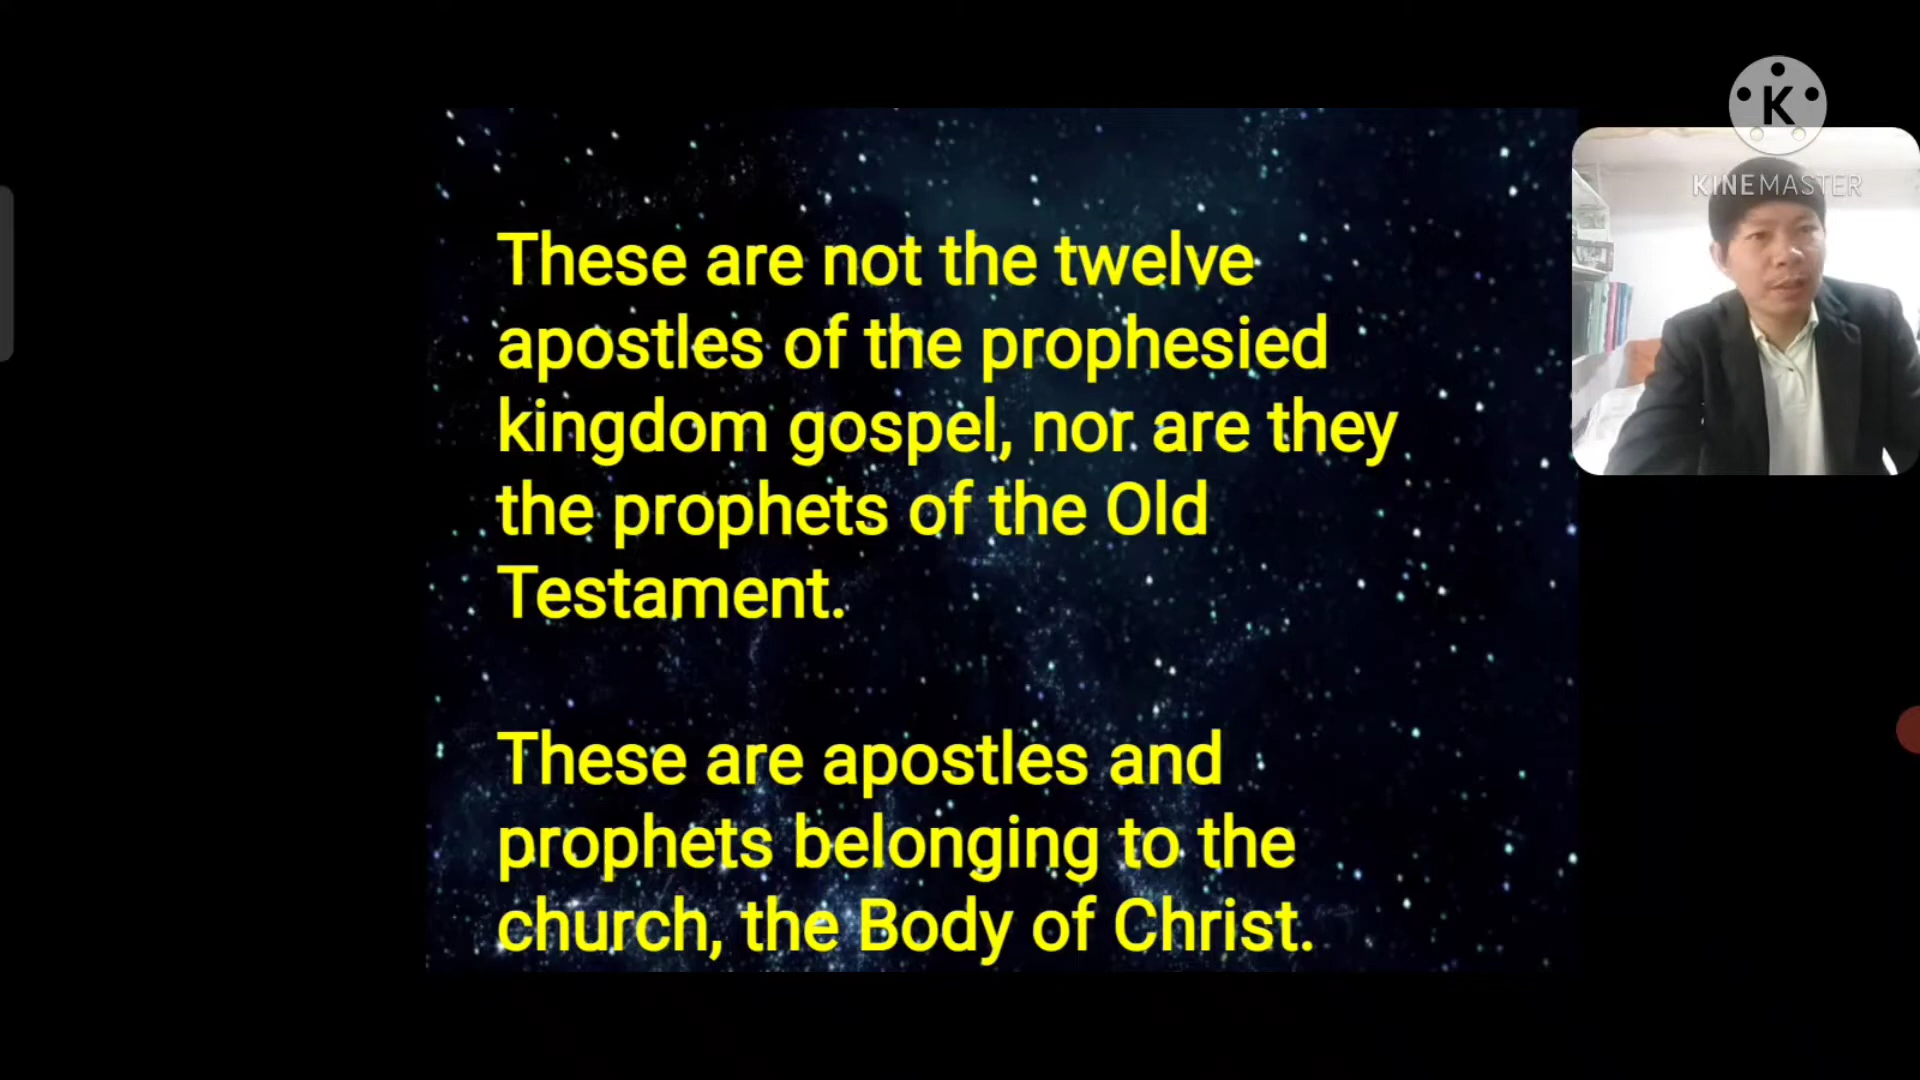 These are not the twelve
apostles of the prophesied
kingdom gospel, nor are they
the prophets of the Old
Testament.
These are apostles and
prophets belonging to the
church, the Body of Christ.
K
KINEMASTER